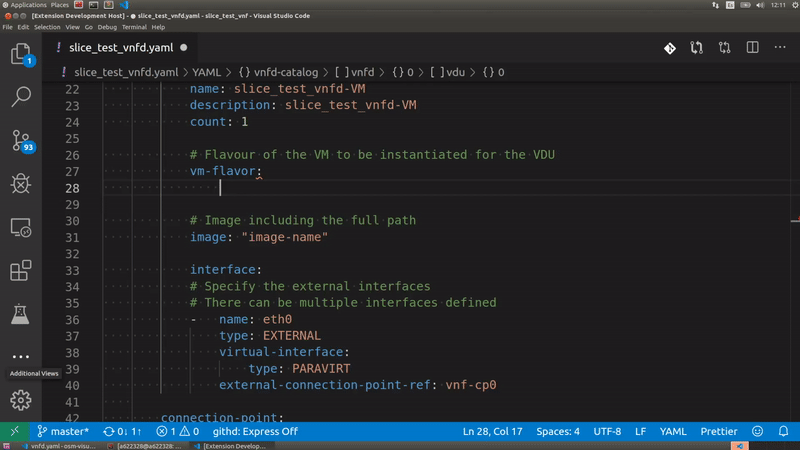 Applications Places En 12:11
[Extension Development Host] - ● slice_test_vnfd.yaml - slice_test_vnf - Visual Studio Code
File Edit Selection View Go Debug Terminal Help
! slice_test_vnfd.yaml ●
! slice_test_vnfd.yaml › YAML › {} vnfd-catalog › [ ] vnfd › {} 0 › [ ] vdu › {} 0
22 name: slice_test_vnfd-VM
23 description: slice_test_vnfd-VM
24 count: 1
25
26 # Flavour of the VM to be instantiated for the VDU
27 vm-flavor:
28
29
30 # Image including the full path
31 image: "image-name"
32
33 interface:
34 # Specify the external interfaces
35 # There can be multiple interfaces defined
36 - name: eth0
37 type: EXTERNAL
38 virtual-interface:
39 type: PARAVIRT
40 external-connection-point-ref: vnf-cp0
41
42 connection-point:
1
93
Additional Views
master* 0↓ 1↑ 1 0 githd: Express Off Ln 28, Col 17 Spaces: 4 UTF-8 LF YAML Prettier
vnfd.yaml - osm-visu... [a622328@a622328: ... [Extension Develop...